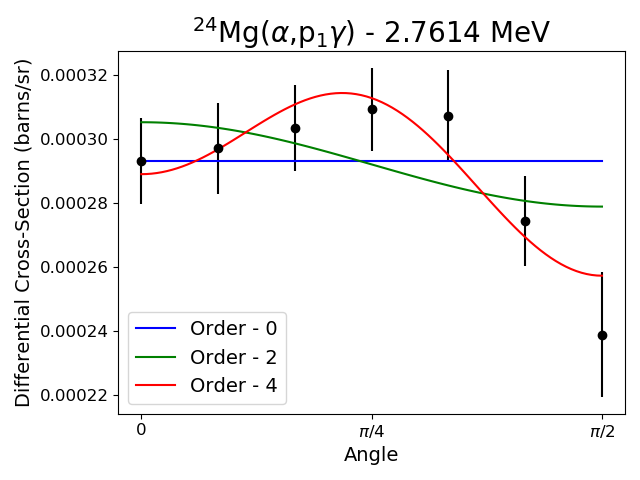 ²⁴Mg(α,p₁γ) - 2.7614 MeV
Differential Cross-Section (barns/sr)
0.00032
0.00030
0.00028
0.00026
0.00024
0.00022
Order - 0
Order - 2
Order - 4
0 π/4 π/2
Angle